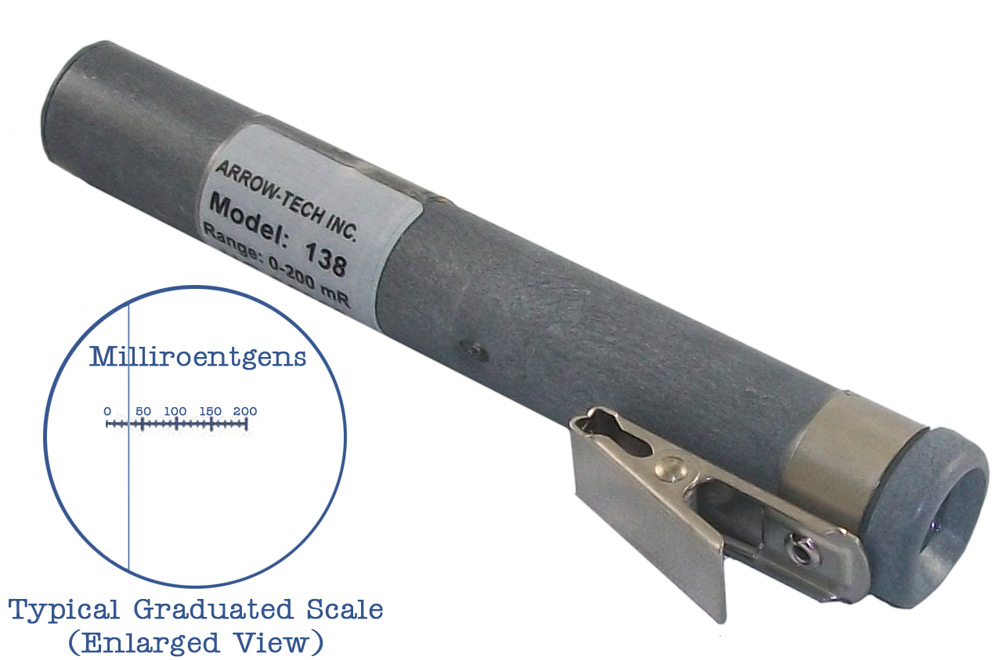 ARROW-TECH INC.
Model: 138
Range: 0-200 mR
Milliroentgens
0 50 100 150 200
Typical Graduated Scale
(Enlarged View)